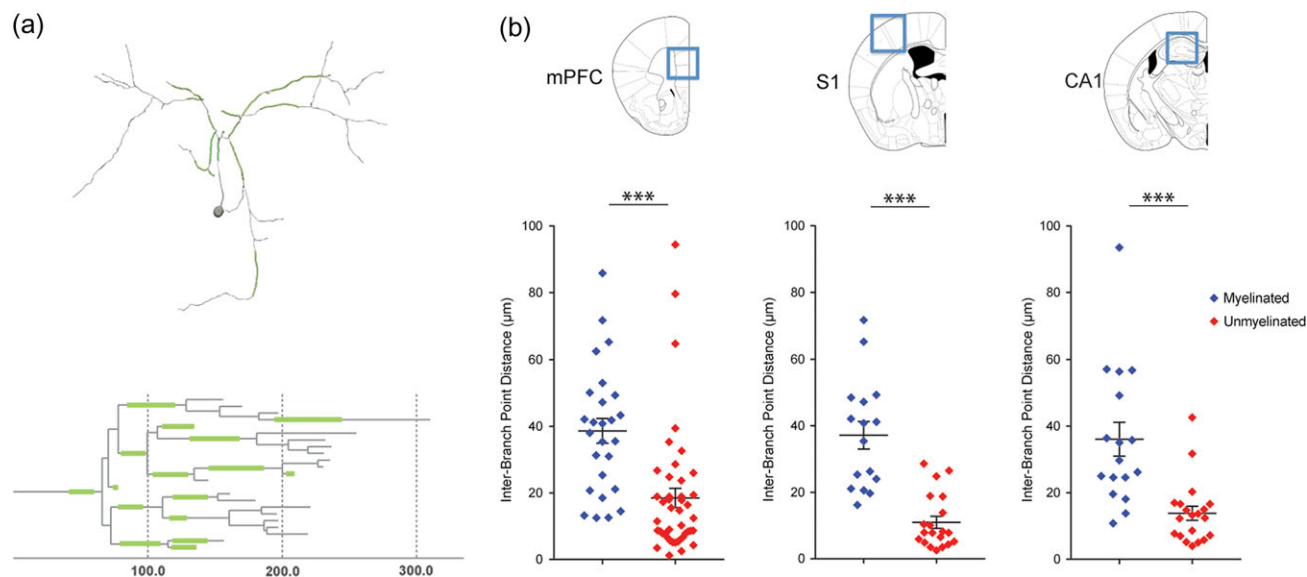 (a)
(b)
mPFC
S1
CA1
***
***
***
100
80
60
40
20
0
Inter-Branch Point Distance (μm)
100
80
60
40
20
0
Inter-Branch Point Distance (μm)
100
80
60
40
20
0
Inter-Branch Point Distance (μm)
Myelinated
Unmyelinated
100.0 200.0 300.0